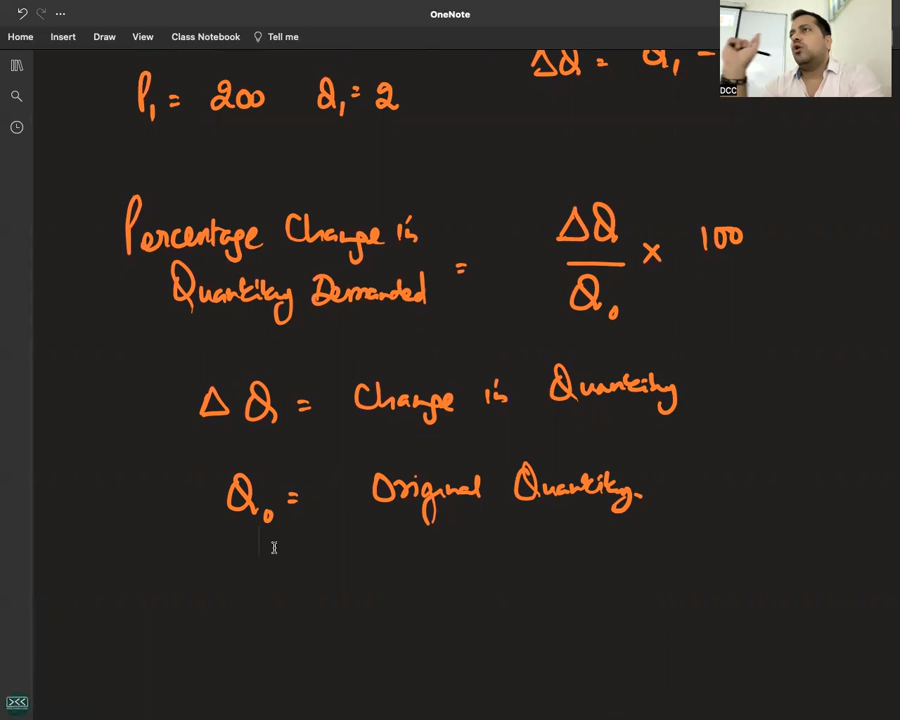 OneNote
Home Insert Draw View Class Notebook Tell me
ΔQ = Q₁ -
P₁ = 200 Q₁ = 2
DCC
Percentage Change in
Quantity Demanded = ΔQ/Q₀ × 100
ΔQ = Change in Quantity
Q₀ = Original Quantity.
DCC